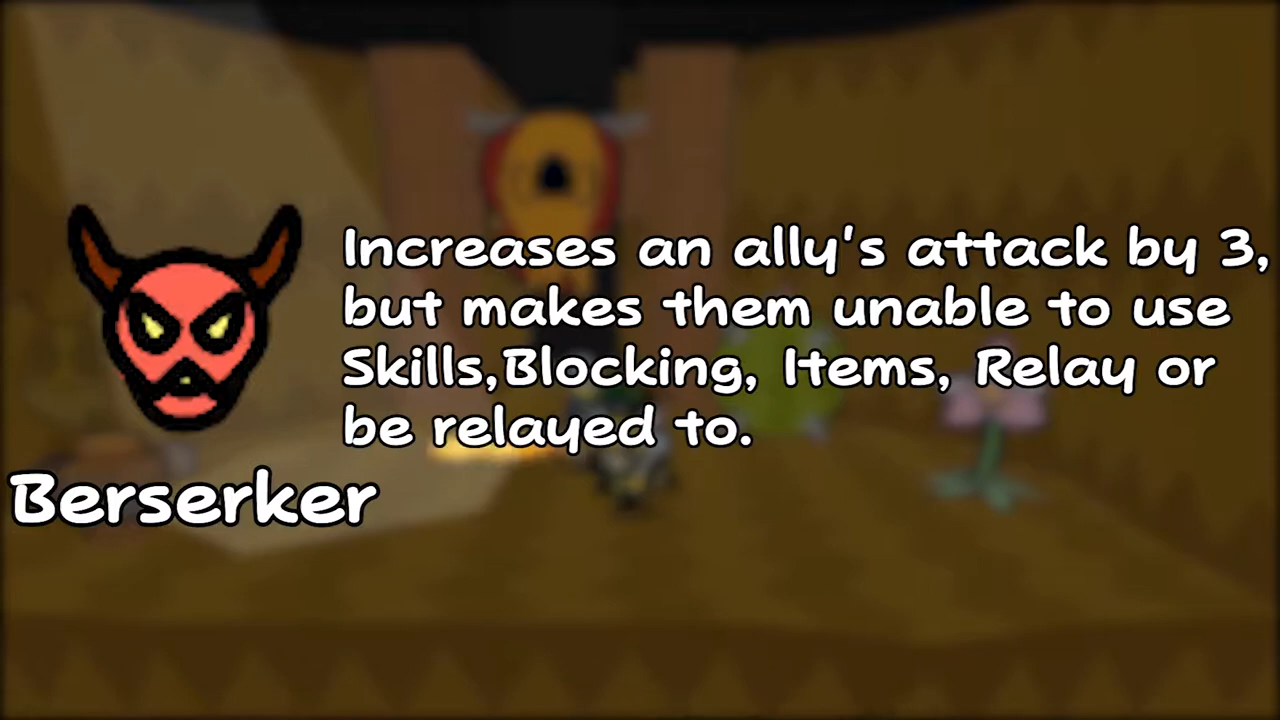 Increases an ally's attack by 3,
but makes them unable to use
Skills,Blocking, Items, Relay or
be relayed to.
Berserker